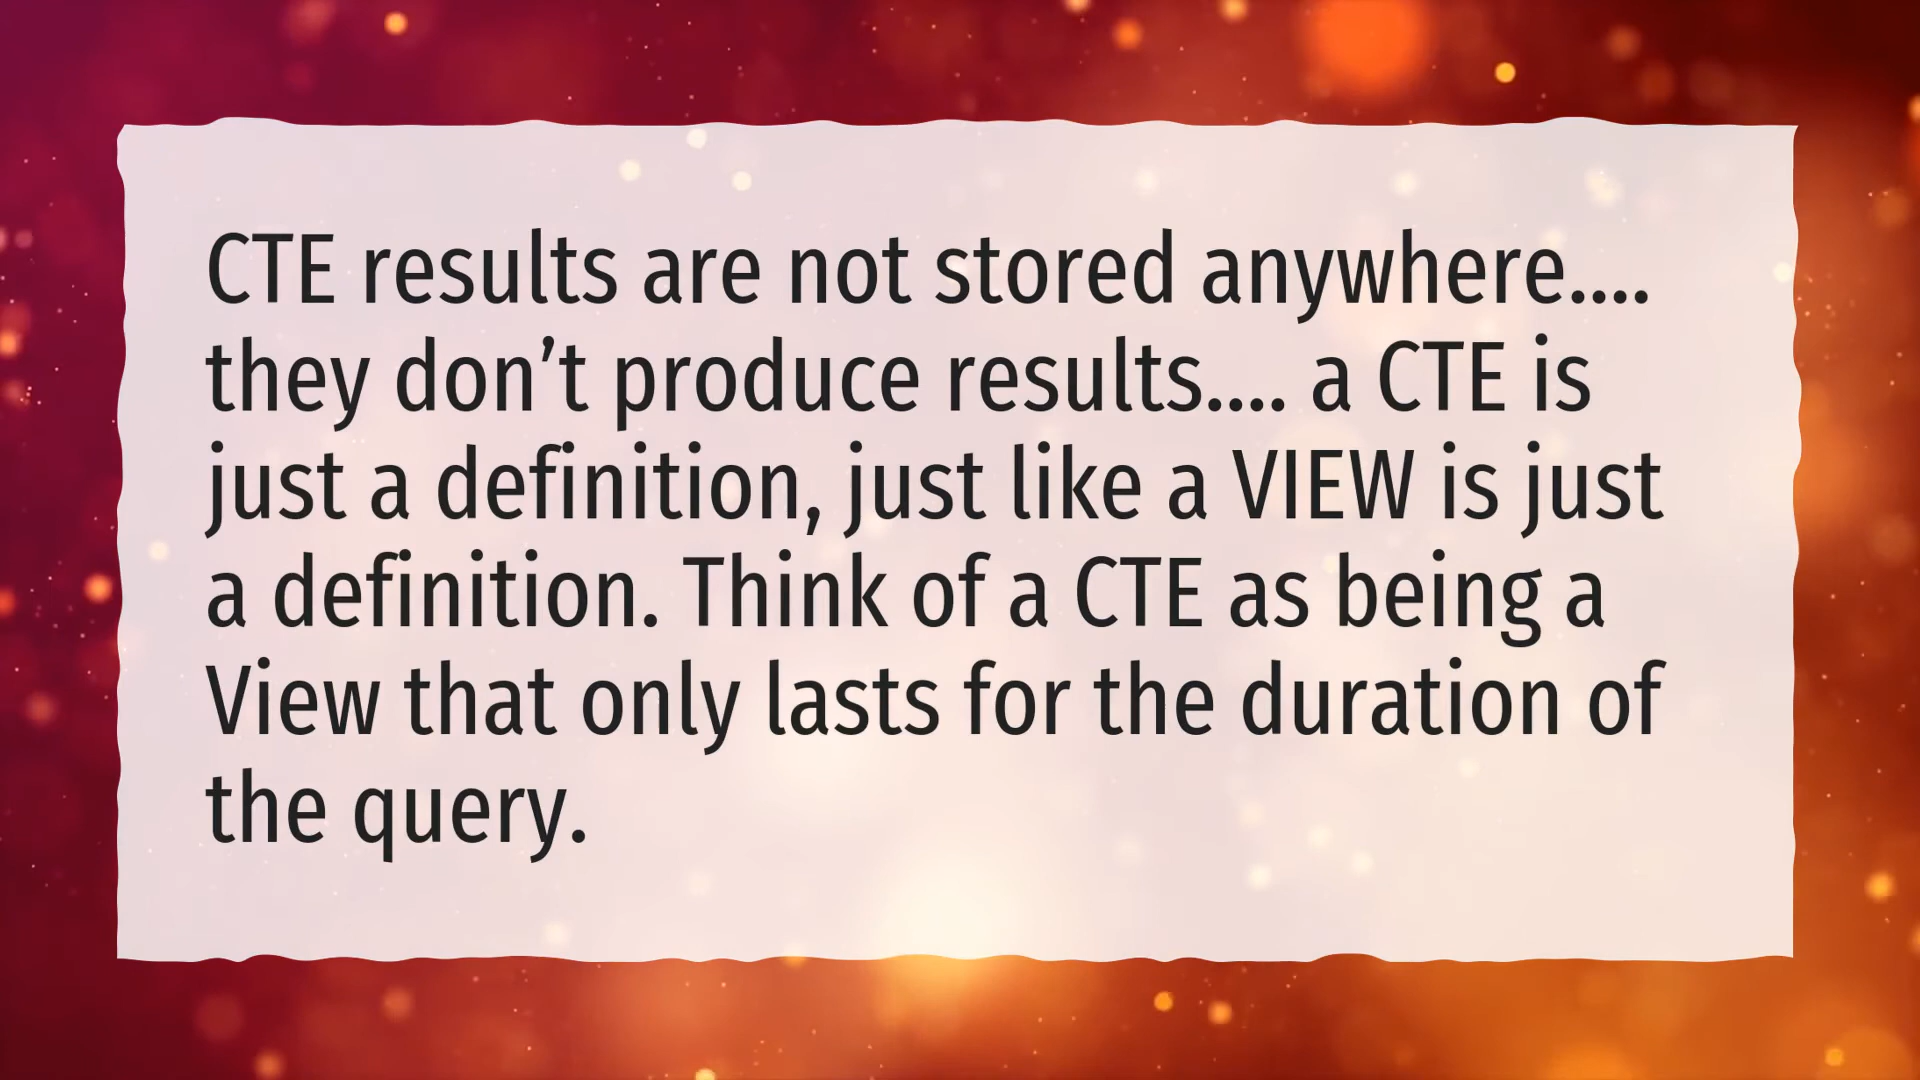 CTE results are not stored anywhere....
they don’t produce results.... a CTE is
just a definition, just like a VIEW is just
a definition. Think of a CTE as being a
View that only lasts for the duration of
the query.